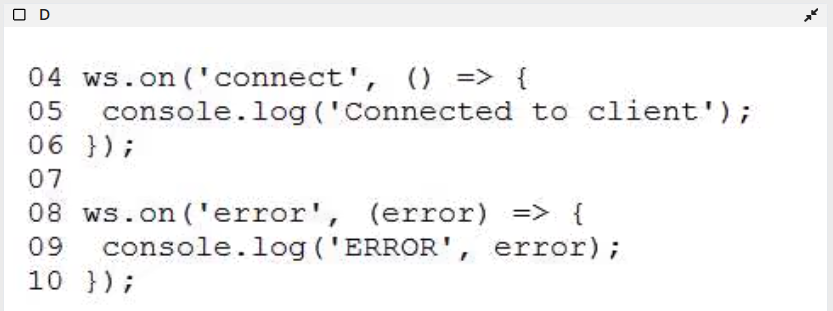 D
04 ws.on('connect', () => {
05  console.log('Connected to client');
06 });
07
08 ws.on('error', (error) => {
09  console.log('ERROR', error);
10 });